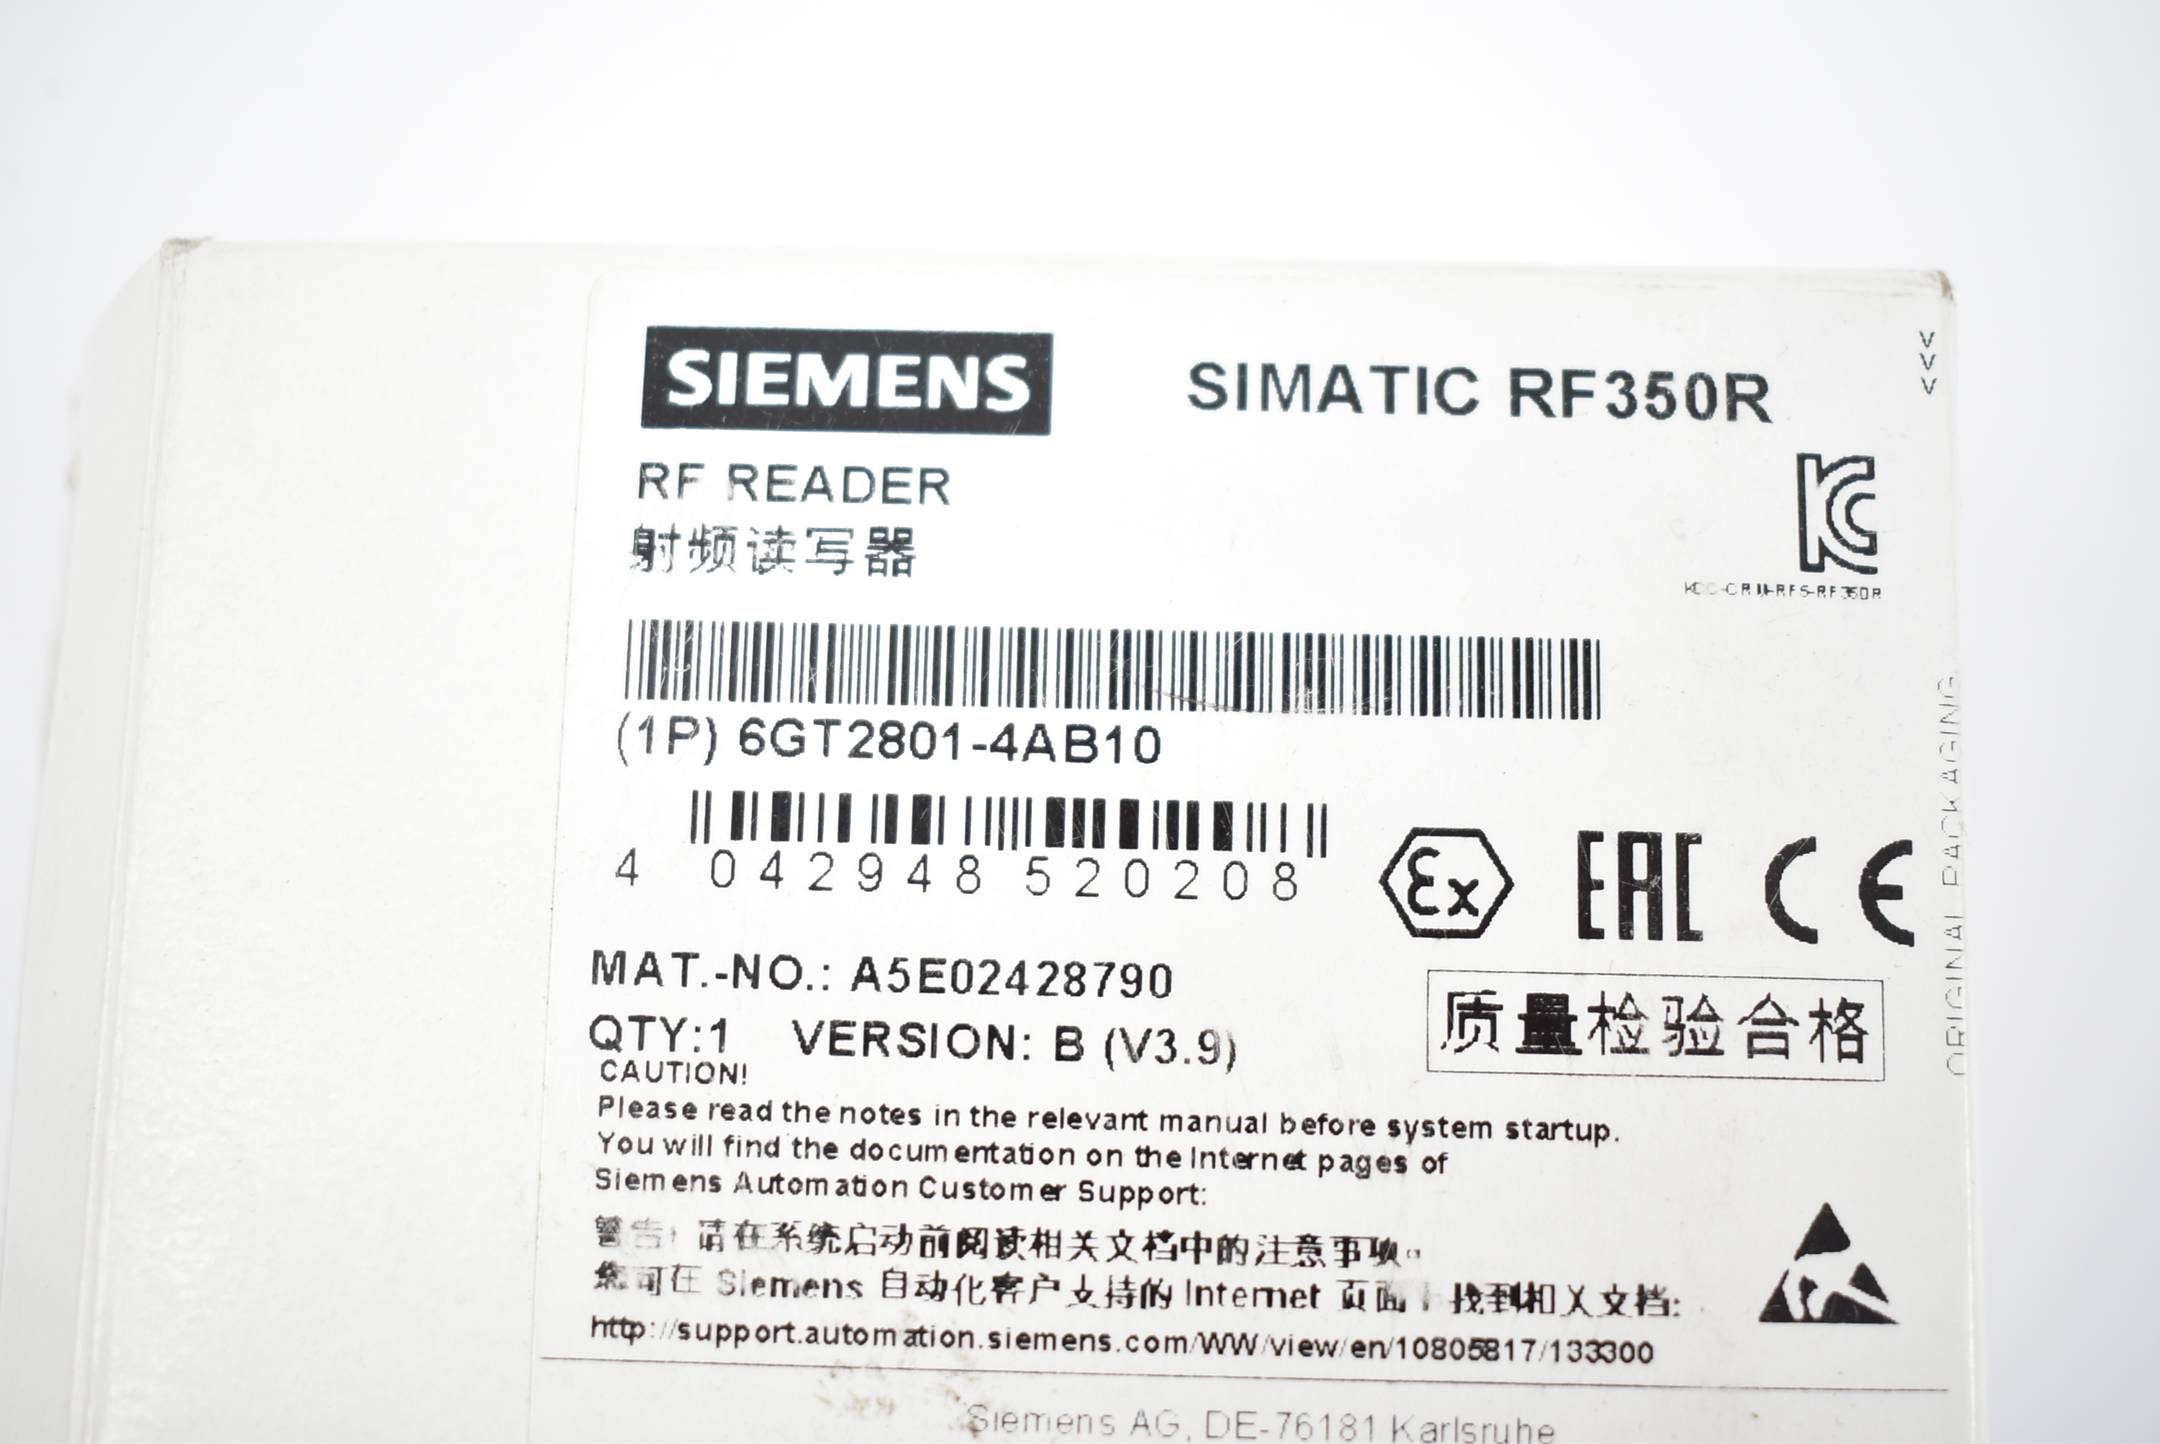 SIEMENS
SIMATIC RF350R
RF READER
射频读写器
(1P) 6GT2801-4AB10
4 042948 520208
Ex
EAC
CE
MAT.-NO.: A5E02428790
QTY:1 VERSION: B (V3.9)
质量检验合格
CAUTION!
Please read the notes in the relevant manual before system startup.
You will find the documentation on the Internet pages of
Siemens Automation Customer Support:
警告! 请在系统启动前阅读相关文档中的注意事项。
您可在 Siemens 自动化客户支持的 Internet 页面 找到相关文档:
http://support.automation.siemens.com/WW/view/en/10805817/133300
Siemens AG, DE-76181 Karlsruhe
ORIGINAL PACKAGING
>>>